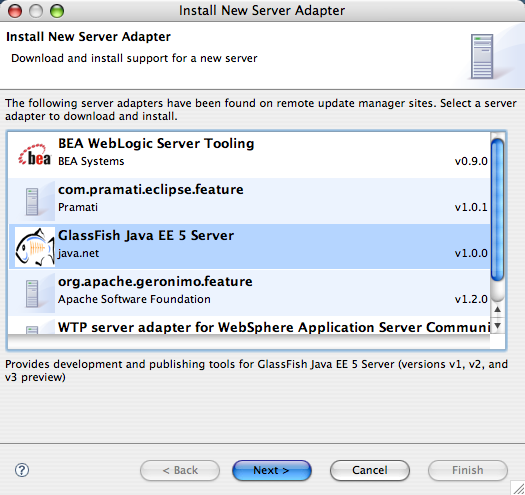 Install New Server Adapter
Install New Server Adapter
Download and install support for a new server
The following server adapters have been found on remote update manager sites. Select a server
adapter to download and install.
bea
BEA WebLogic Server Tooling
BEA Systems v0.9.0
com.pramati.eclipse.feature
Pramati v1.0.1
GlassFish Java EE 5 Server
java.net v1.0.0
org.apache.geronimo.feature
Apache Software Foundation v1.2.0
WTP server adapter for WebSphere Application Server Communi
Provides development and publishing tools for GlassFish Java EE 5 Server (versions v1, v2, and
v3 preview)
? < Back Next > Cancel Finish